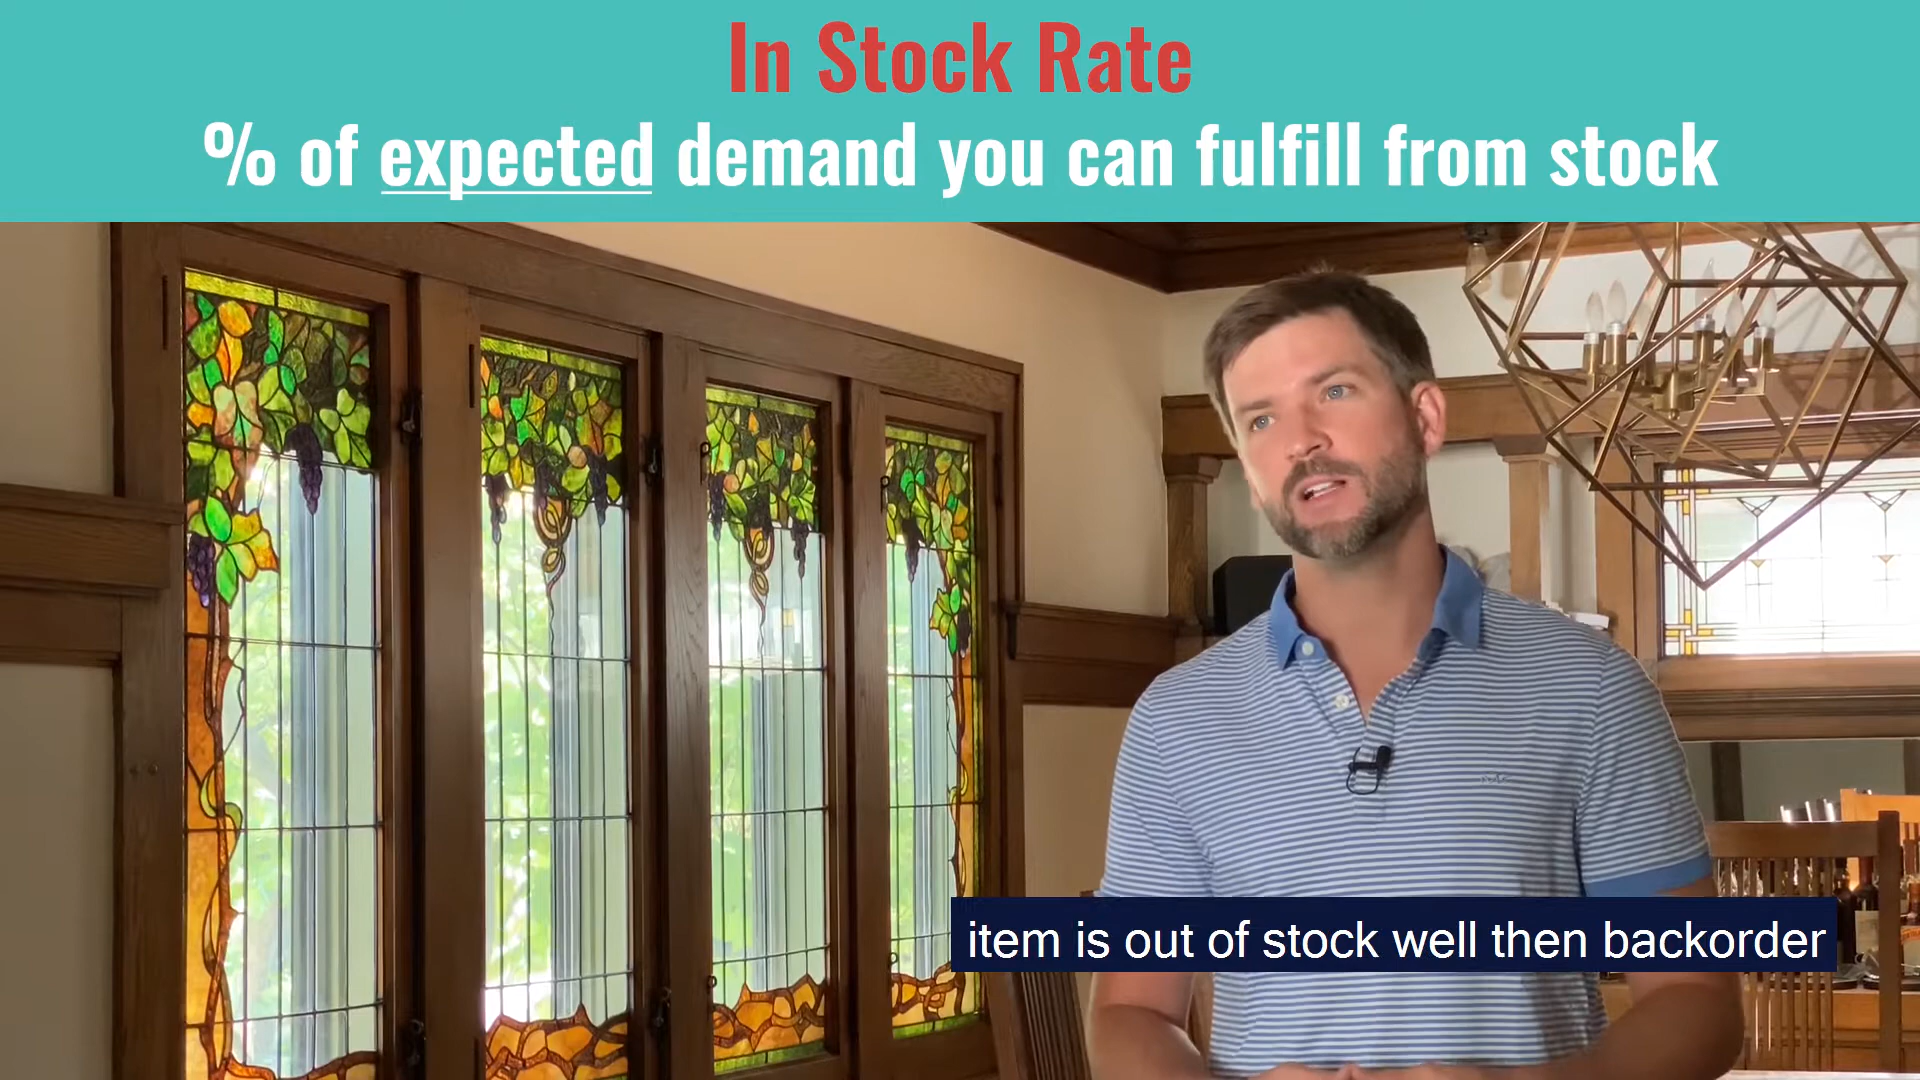 In Stock Rate
% of expected demand you can fulfill from stock
item is out of stock well then backorder